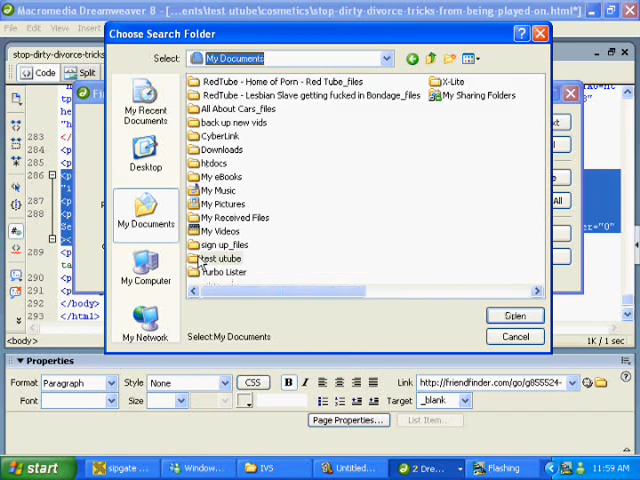 Macromedia Dreamweaver 8 - [...ents\test utube\cosmetics\stop-dirty-divorce-tricks-from-being-played-on.html*]
File Edit View Inse
stop-dirty-divorce-tricks
Code Split
Choose Search Folder
Select: My Documents
My Recent Documents
Desktop
My Documents
My Computer
My Network
RedTube - Home of Porn - Red Tube_files
RedTube - Lesbian Slave getting fucked in Bondage_files
All About Cars_files
back up new vids
CyberLink
Downloads
htdocs
My eBooks
My Music
My Pictures
My Received Files
My Videos
sign up_files
test utube
Turbo Lister
X-Lite
My Sharing Folders
Open
Cancel
Select:My Documents
283
284
285
286
287
288
289
290
291
292 </body>
293 </html>
<body>
1K / 1 sec
Properties
Format Paragraph Style None CSS B I Link http://friendfinder.com/go/g855524-
Font Size Target _blank
Page Properties... List Item...
start sipgate ... Window... IVS Untitled... 2 Dre... Flashing 11:59 AM